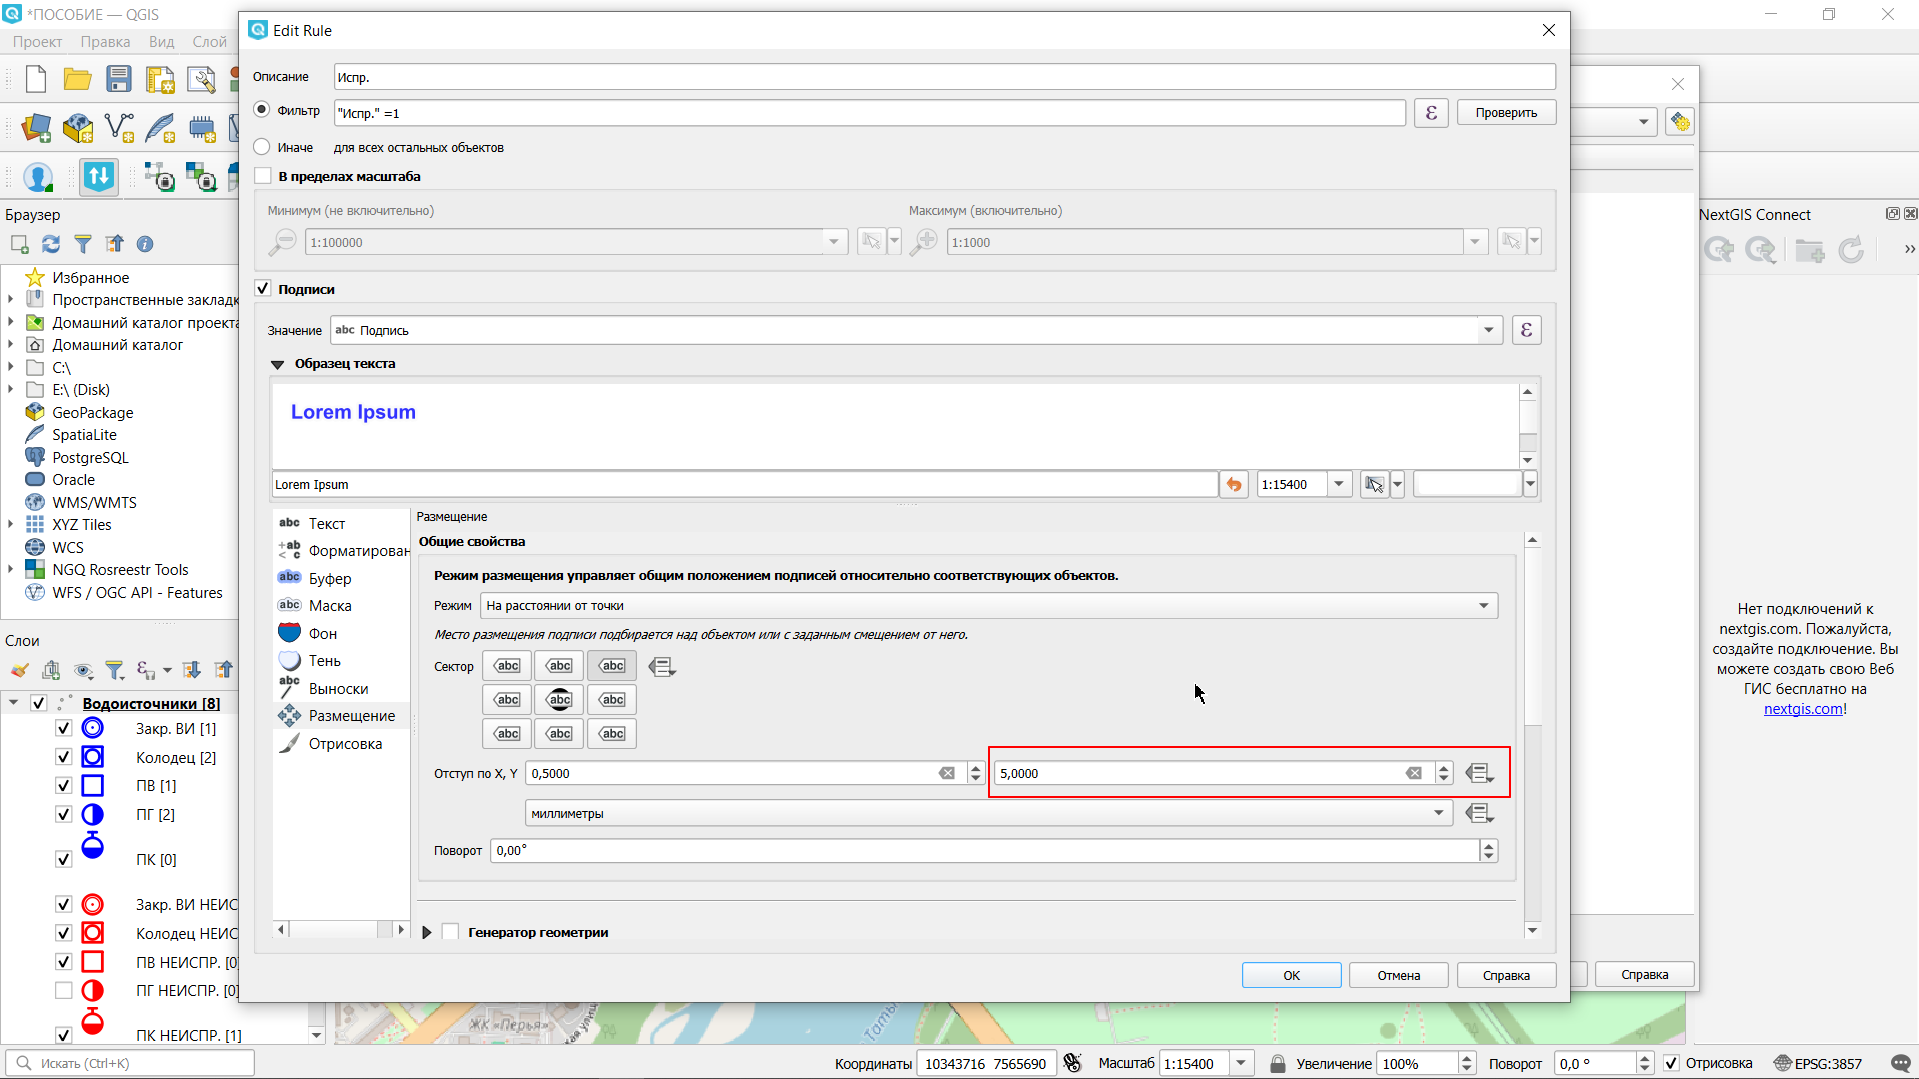 *ПОСОБИЕ — QGIS
Проект Правка Вид Слой
Edit Rule
Описание Испр.
Фильтр "Испр." =1 ε Проверить
Иначе для всех остальных объектов
В пределах масштаба
Минимум (не включительно) Максимум (включительно)
1:100000 1:1000
Подписи
Значение abc Подпись ε
Образец текста
Lorem Ipsum
Lorem Ipsum 1:15400
abc Текст
+ab < c Форматирован
abc Буфер
abc Маска
Фон
Тень
abc Выноски
Размещение
Отрисовка
Размещение
Общие свойства
Режим размещения управляет общим положением подписей относительно соответствующих объектов.
Режим На расстоянии от точки
Место размещения подписи подбирается над объектом или с заданным смещением от него.
Сектор abc abc abc
abc abc abc
abc abc abc
Отступ по X, Y 0,5000 5,0000
миллиметры
Поворот 0,00°
Генератор геометрии
OK Отмена Справка
Справка
Браузер
Избранное
Пространственные закладк
Домашний каталог проекта
Домашний каталог
C:\
E:\ (Disk)
GeoPackage
SpatiaLite
PostgreSQL
Oracle
WMS/WMTS
XYZ Tiles
WCS
NGQ Rosreestr Tools
WFS / OGC API - Features
Слои
Водоисточники [8]
Закр. ВИ [1]
Колодец [2]
ПВ [1]
ПГ [2]
ПК [0]
Закр. ВИ НЕИС
Колодец НЕИС
ПВ НЕИСПР. [0]
ПГ НЕИСПР. [0]
ПК НЕИСПР. [1]
NextGIS Connect
»
Нет подключений к
nextgis.com. Пожалуйста,
создайте подключение. Вы
можете создать свою Веб
ГИС бесплатно на
nextgis.com!
ЖК «Перья»
улиц
Тать
Искать (Ctrl+K) Координаты 10343716 7565690 Масштаб 1:15400 Увеличение 100% Поворот 0,0 ° Отрисовка EPSG:3857